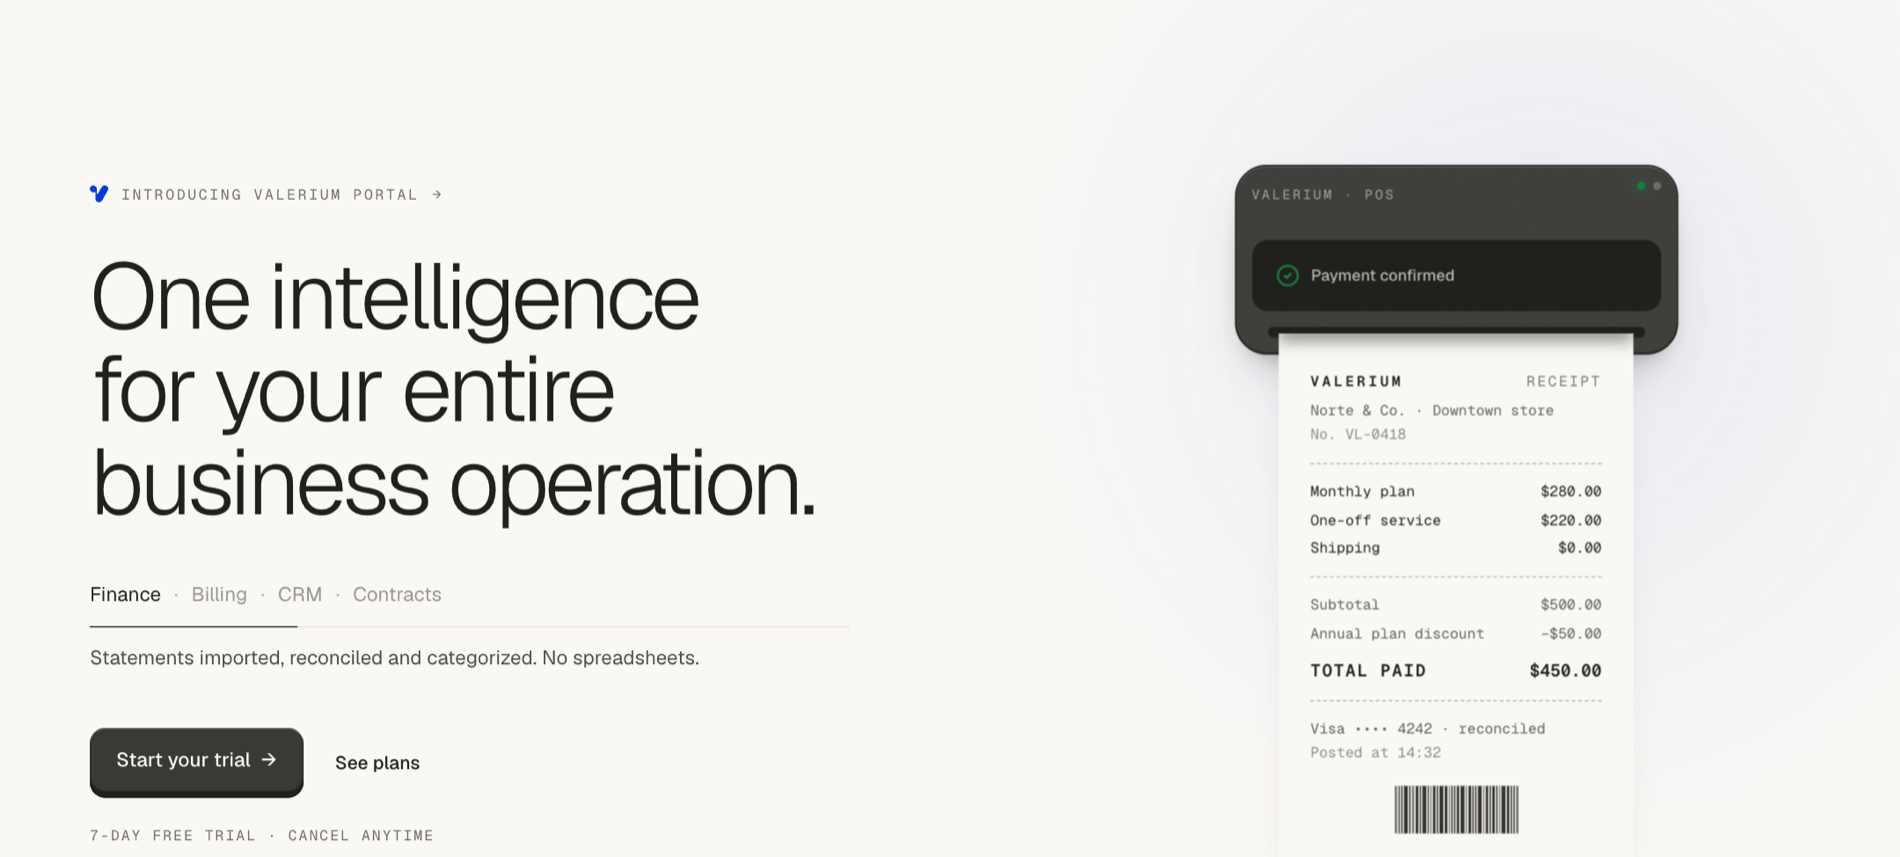 INTRODUCING VALERIUM PORTAL →
One intelligence
for your entire
business operation.
Finance · Billing · CRM · Contracts
Statements imported, reconciled and categorized. No spreadsheets.
Start your trial →
See plans
7-DAY FREE TRIAL · CANCEL ANYTIME
VALERIUM · POS
Payment confirmed
VALERIUM RECEIPT
Norte & Co. · Downtown store
No. VL-0418
Monthly plan $280.00
One-off service $220.00
Shipping $0.00
Subtotal $500.00
Annual plan discount -$50.00
TOTAL PAID $450.00
Visa •••• 4242 · reconciled
Posted at 14:32